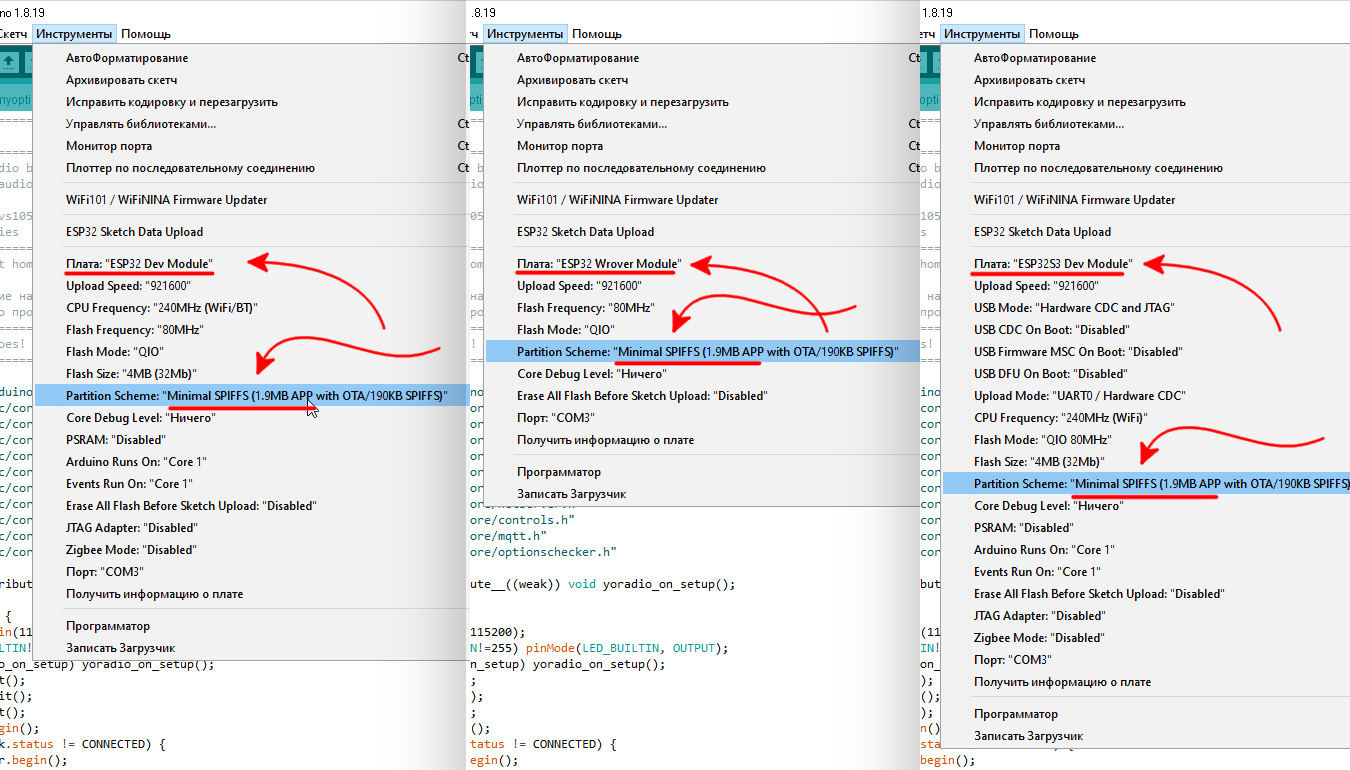 no 1.8.19
Скетч Инструменты Помощь
АвтоФорматирование Ct
Архивировать скетч
Исправить кодировку и перезагрузить
Управлять библиотеками... Ct
Монитор порта Ct
Плоттер по последовательному соединению Ct
WiFi101 / WiFiNINA Firmware Updater
ESP32 Sketch Data Upload
Плата: "ESP32 Dev Module"
Upload Speed: "921600"
CPU Frequency: "240MHz (WiFi/BT)"
Flash Frequency: "80MHz"
Flash Mode: "QIO"
Flash Size: "4MB (32Mb)"
Partition Scheme: "Minimal SPIFFS (1.9MB APP with OTA/190KB SPIFFS)"
Core Debug Level: "Ничего"
PSRAM: "Disabled"
Arduino Runs On: "Core 1"
Events Run On: "Core 1"
Erase All Flash Before Sketch Upload: "Disabled"
JTAG Adapter: "Disabled"
Zigbee Mode: "Disabled"
Порт: "COM3"
Получить информацию о плате
Программатор
Записать Загрузчик
o_on_setup) yoradio_on_setup();
t();
it();
t();
gin();
k.status != CONNECTED) {
r.begin();
.8.19
тч Инструменты Помощь
АвтоФорматирование Ct
Архивировать скетч
Исправить кодировку и перезагрузить
Управлять библиотеками... Ct
Монитор порта Ct
Плоттер по последовательному соединению Ct
WiFi101 / WiFiNINA Firmware Updater
ESP32 Sketch Data Upload
Плата: "ESP32 Wrover Module"
Upload Speed: "921600"
Flash Frequency: "80MHz"
Flash Mode: "QIO"
Partition Scheme: "Minimal SPIFFS (1.9MB APP with OTA/190KB SPIFFS)"
Core Debug Level: "Ничего"
Erase All Flash Before Sketch Upload: "Disabled"
Порт: "COM3"
Получить информацию о плате
Программатор
Записать Загрузчик
ore/controls.h"
ore/mqtt.h"
ore/optionschecker.h"
ute__((weak)) void yoradio_on_setup();
115200);
N!=255) pinMode(LED_BUILTIN, OUTPUT);
n_setup) yoradio_on_setup();
;
);
;
();
tatus != CONNECTED) {
egin();
1.8.19
тч Инструменты Помощь
АвтоФорматирование
Архивировать скетч
Исправить кодировку и перезагрузить
Управлять библиотеками...
Монитор порта
Плоттер по последовательному соединению
WiFi101 / WiFiNINA Firmware Updater
ESP32 Sketch Data Upload
Плата: "ESP32S3 Dev Module"
Upload Speed: "921600"
USB Mode: "Hardware CDC and JTAG"
USB CDC On Boot: "Disabled"
USB Firmware MSC On Boot: "Disabled"
USB DFU On Boot: "Disabled"
Upload Mode: "UART0 / Hardware CDC"
CPU Frequency: "240MHz (WiFi)"
Flash Mode: "QIO 80MHz"
Flash Size: "4MB (32Mb)"
Partition Scheme: "Minimal SPIFFS (1.9MB APP with OTA/190KB SPIFFS)
Core Debug Level: "Ничего"
PSRAM: "Disabled"
Arduino Runs On: "Core 1"
Events Run On: "Core 1"
Erase All Flash Before Sketch Upload: "Disabled"
JTAG Adapter: "Disabled"
Zigbee Mode: "Disabled"
Порт: "COM3"
Получить информацию о плате
Программатор
Записать Загрузчик
begin();